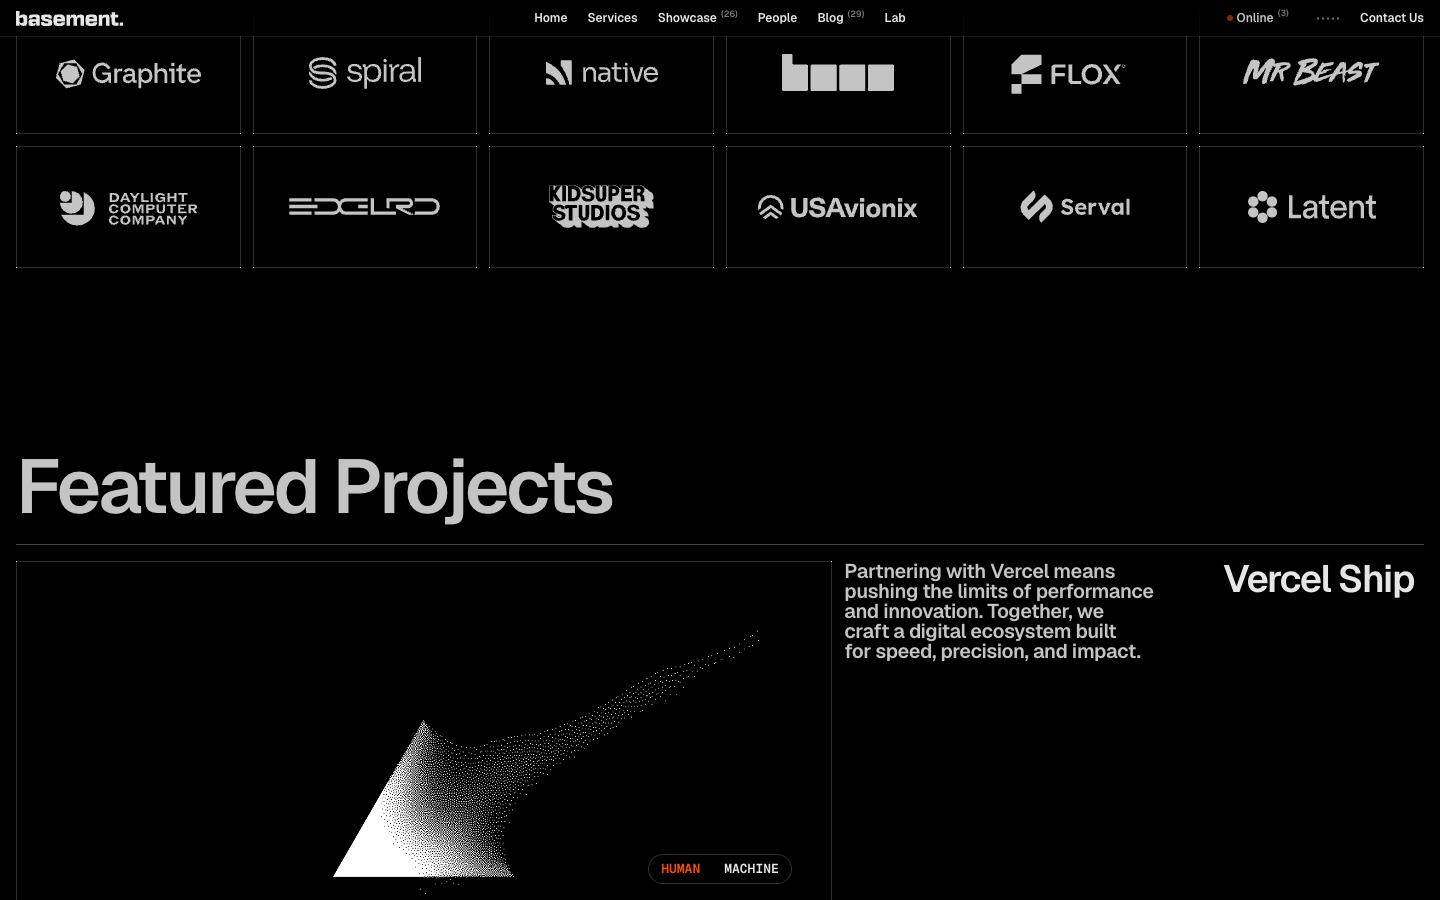 basement.
Home
Services
Showcase (26)
People
Blog (29)
Lab
Online (3)
Contact Us
Graphite
spiral
native
FLOX
MR BEAST
DAYLIGHT
COMPUTER
COMPANY
EDGLRD
KIDSUPER
STUDIOS
USAvionix
Serval
Latent
Featured Projects
Partnering with Vercel means
pushing the limits of performance
and innovation. Together, we
craft a digital ecosystem built
for speed, precision, and impact.
Vercel Ship
HUMAN
MACHINE